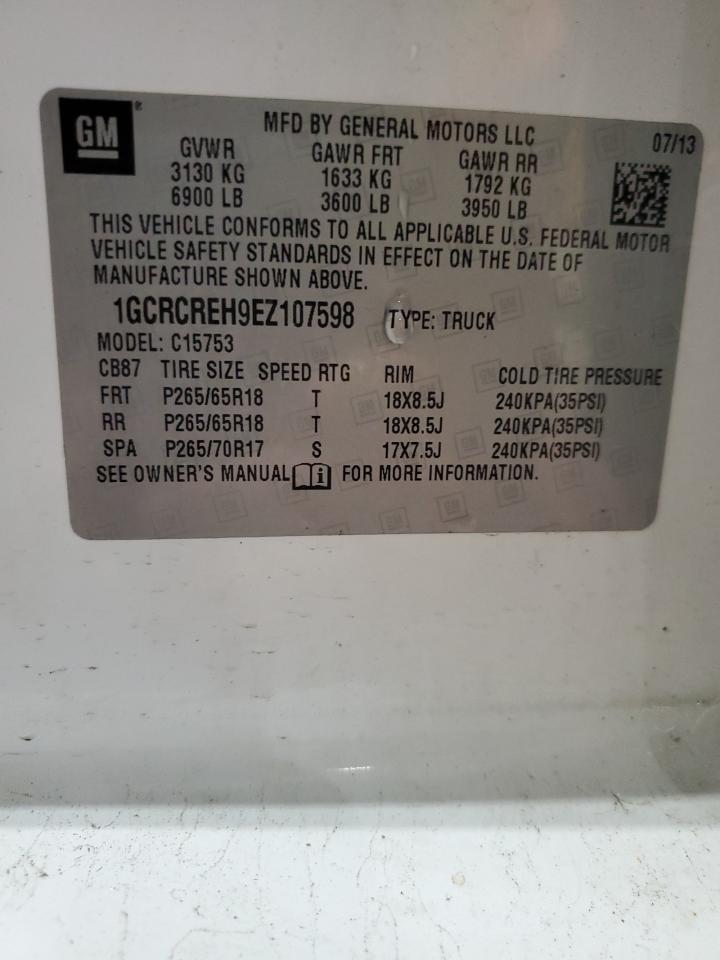 GM ®
MFD BY GENERAL MOTORS LLC 07/13
GVWR GAWR FRT GAWR RR
3130 KG 1633 KG 1792 KG
6900 LB 3600 LB 3950 LB
THIS VEHICLE CONFORMS TO ALL APPLICABLE U.S. FEDERAL MOTOR
VEHICLE SAFETY STANDARDS IN EFFECT ON THE DATE OF
MANUFACTURE SHOWN ABOVE.
1GCRCREH9EZ107598 TYPE: TRUCK
MODEL: C15753
CB87 TIRE SIZE SPEED RTG RIM COLD TIRE PRESSURE
FRT P265/65R18 T 18X8.5J 240KPA(35PSI)
RR P265/65R18 T 18X8.5J 240KPA(35PSI)
SPA P265/70R17 S 17X7.5J 240KPA(35PSI)
SEE OWNER'S MANUAL i FOR MORE INFORMATION.